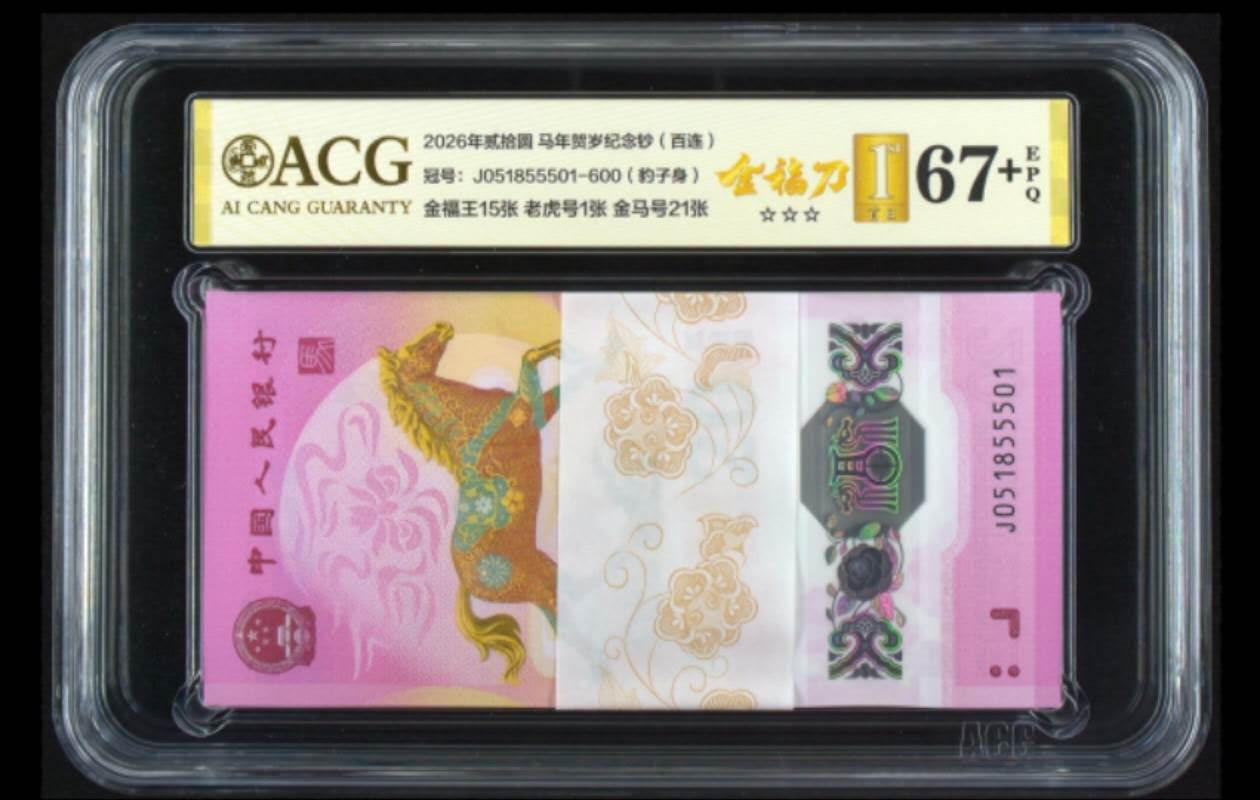 ACG
AI CANG GUARANTY
2026年贰拾圆 马年贺岁纪念钞（百连）
冠号：J051855501-600（豹子身）
金福王15张 老虎号1张 金马号21张
金福刀
☆☆☆
1st
67+
EPQ
中国人民银行
J051855501
ACG